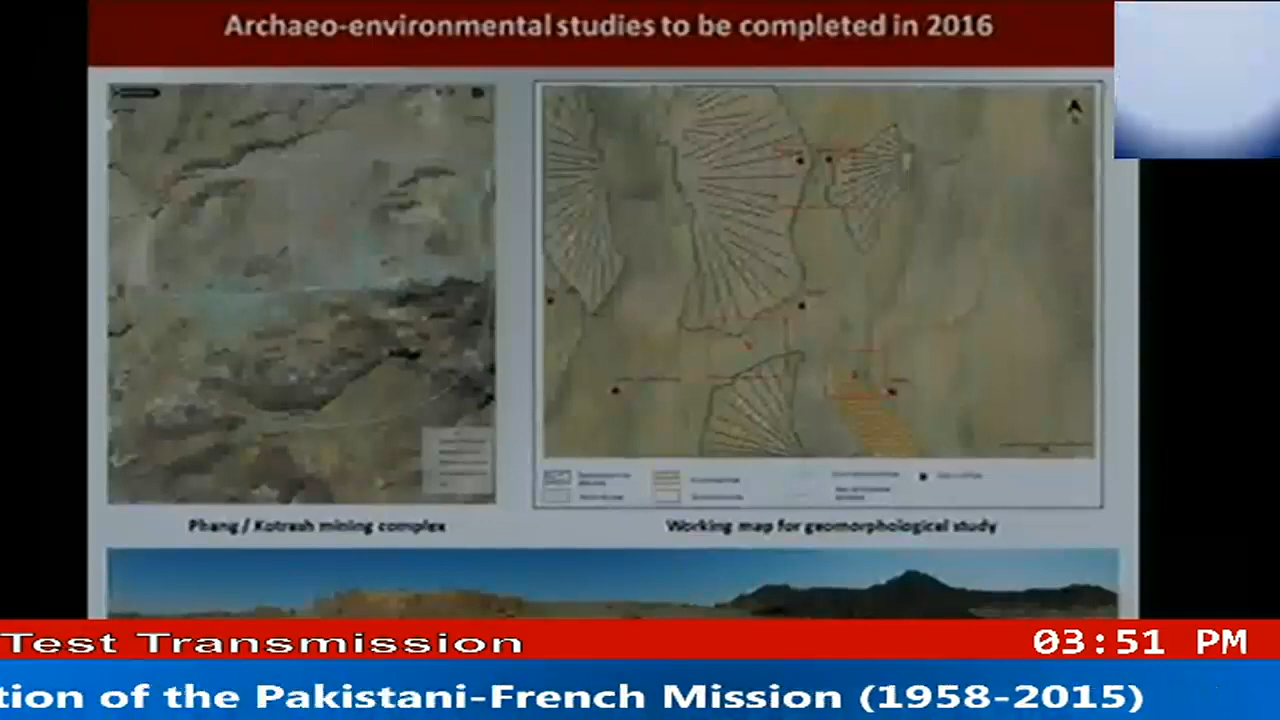 Archaeo-environmental studies to be completed in 2016
Phang / Kotrash mining complex
Working map for geomorphological study
Test Transmission
03:51 PM
tion of the Pakistani-French Mission (1958-2015)